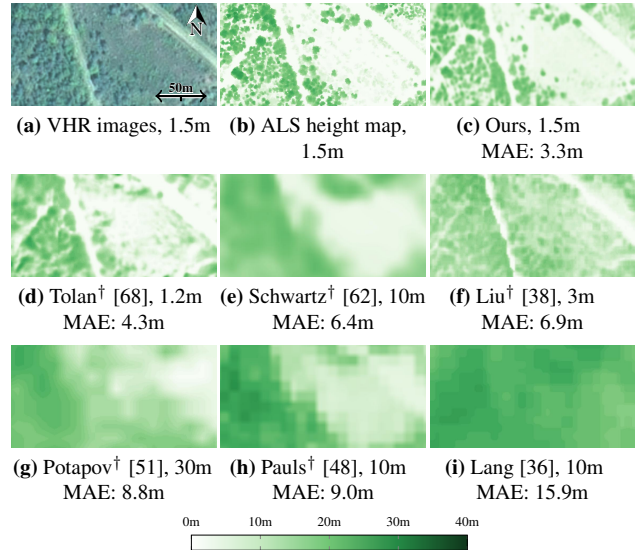 N
50m
(a) VHR images, 1.5m
(b) ALS height map,
1.5m
(c) Ours, 1.5m
MAE: 3.3m
(d) Tolan† [68], 1.2m
MAE: 4.3m
(e) Schwartz† [62], 10m
MAE: 6.4m
(f) Liu† [38], 3m
MAE: 6.9m
(g) Potapov† [51], 30m
MAE: 8.8m
(h) Pauls† [48], 10m
MAE: 9.0m
(i) Lang [36], 10m
MAE: 15.9m
0m 10m 20m 30m 40m